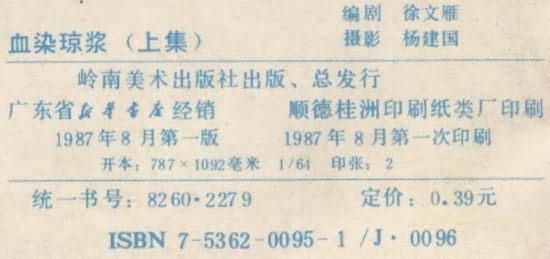 编剧 徐文雁
血染琼浆（上集） 摄影 杨建国
岭南美术出版社出版、总发行
广东省新华书店经销 顺德桂洲印刷纸类厂印刷
1987年8月第一版 1987年8月第一次印刷
开本：787×1092毫米 1/64 印张：2
统一书号：8260·2279 定价：0.39元
ISBN 7-5362-0095-1/J·0096